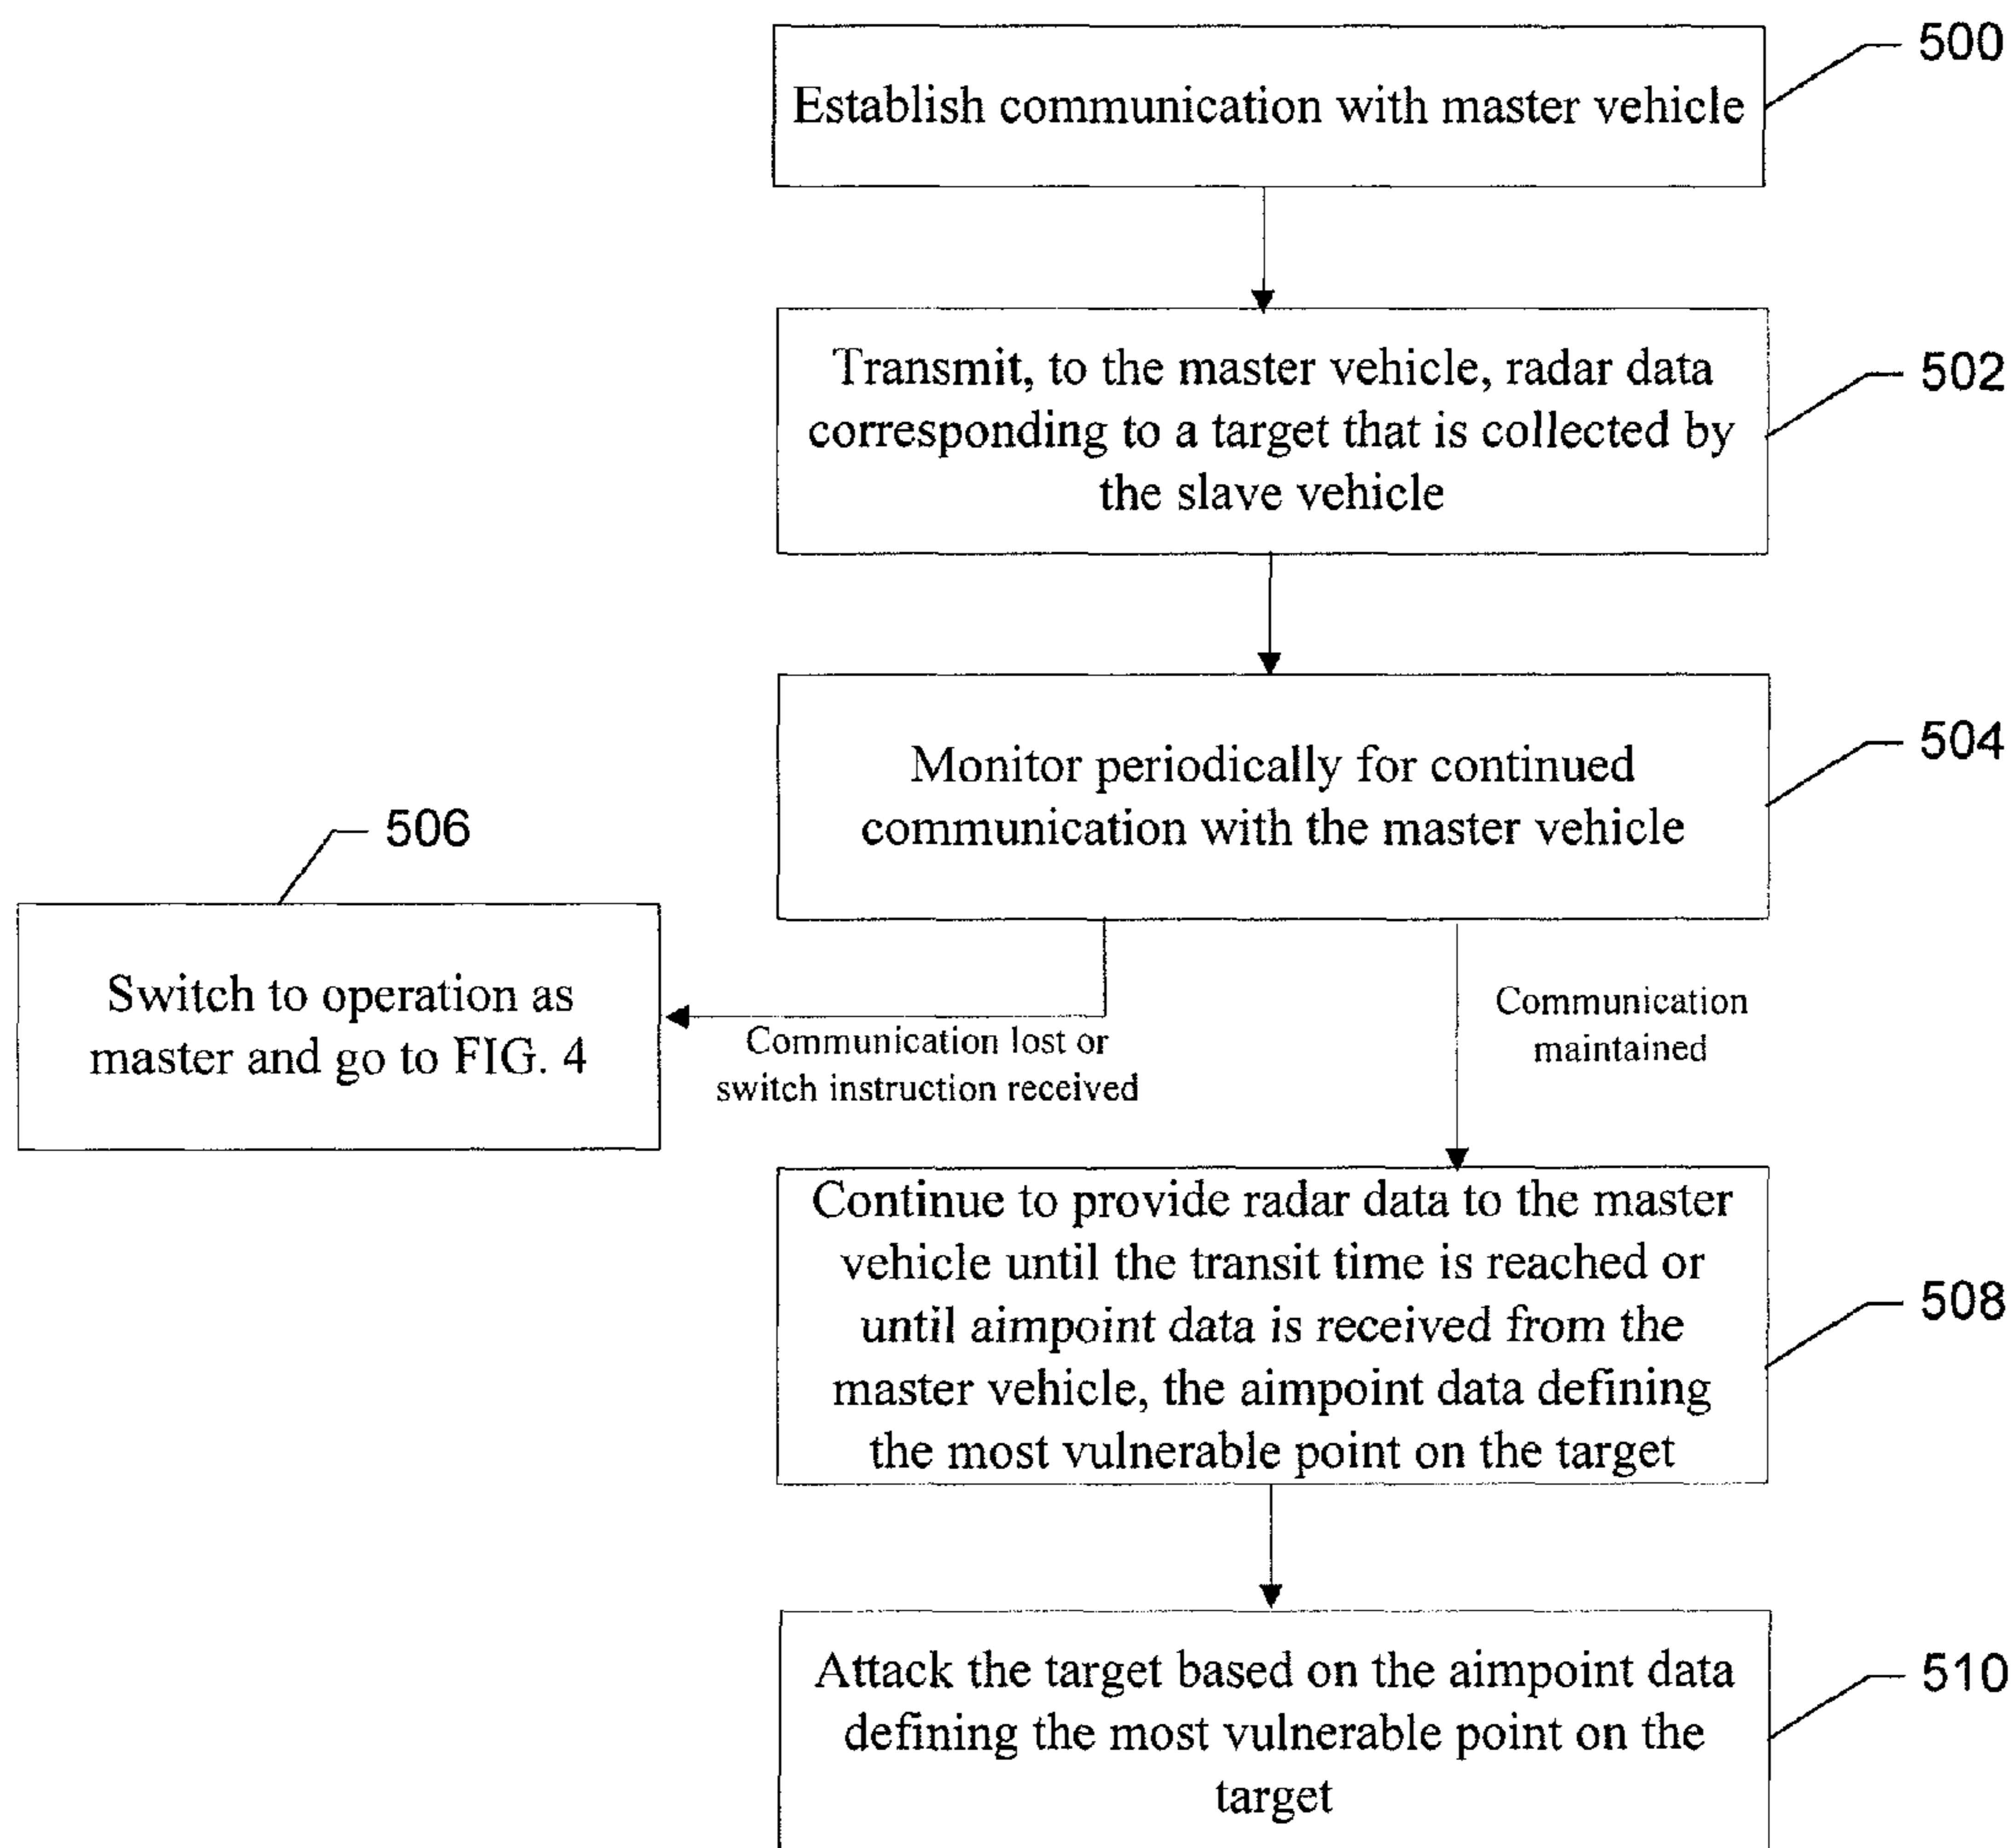 500
Establish communication with master vehicle
502
Transmit, to the master vehicle, radar data
corresponding to a target that is collected by
the slave vehicle
504
Monitor periodically for continued
communication with the master vehicle
506
Switch to operation as
master and go to FIG. 4
Communication lost or
switch instruction received
Communication
maintained
508
Continue to provide radar data to the master
vehicle until the transit time is reached or
until aimpoint data is received from the
master vehicle, the aimpoint data defining
the most vulnerable point on the target
510
Attack the target based on the aimpoint data
defining the most vulnerable point on the
target